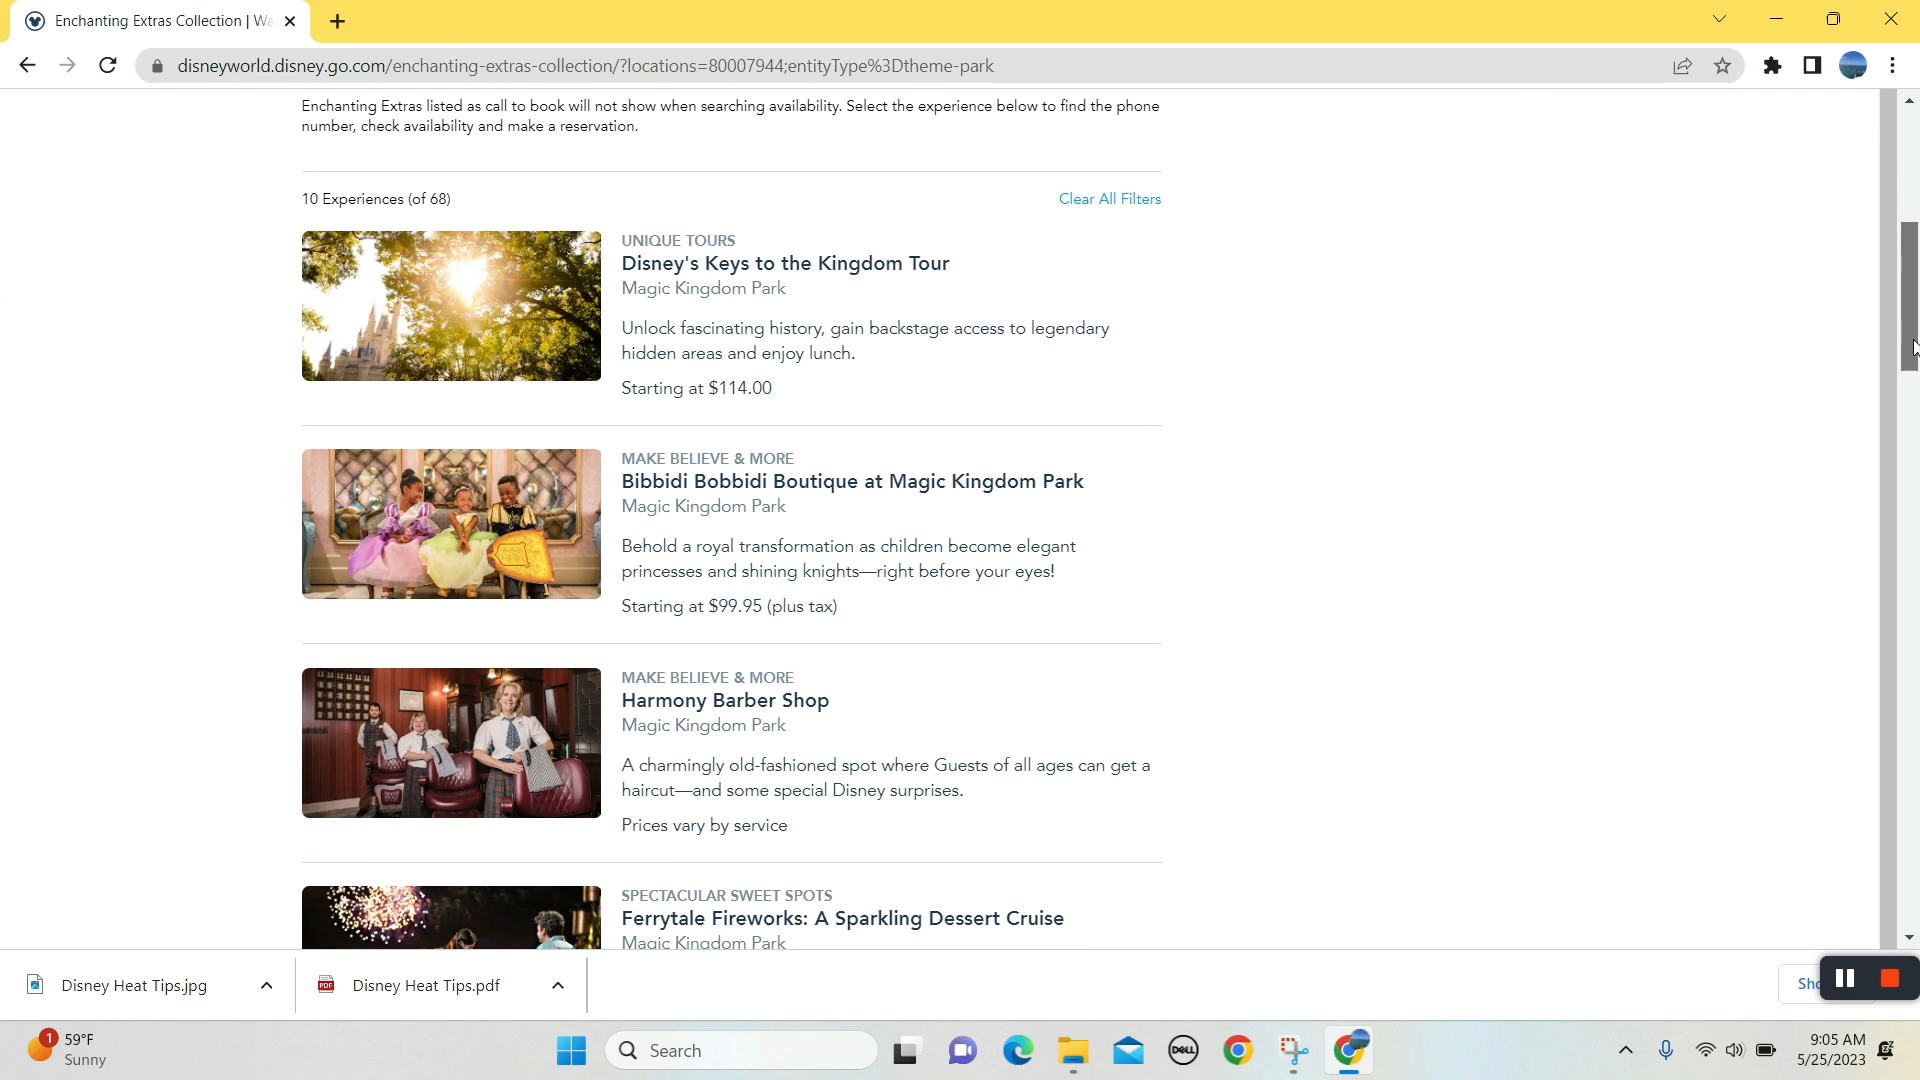 Enchanting Extras Collection | Wa
disneyworld.disney.go.com/enchanting-extras-collection/?locations=80007944;entityType%3Dtheme-park
Enchanting Extras listed as call to book will not show when searching availability. Select the experience below to find the phone
number, check availability and make a reservation.
10 Experiences (of 68)
Clear All Filters
UNIQUE TOURS
Disney's Keys to the Kingdom Tour
Magic Kingdom Park
Unlock fascinating history, gain backstage access to legendary
hidden areas and enjoy lunch.
Starting at $114.00
MAKE BELIEVE & MORE
Bibbidi Bobbidi Boutique at Magic Kingdom Park
Magic Kingdom Park
Behold a royal transformation as children become elegant
princesses and shining knights—right before your eyes!
Starting at $99.95 (plus tax)
MAKE BELIEVE & MORE
Harmony Barber Shop
Magic Kingdom Park
A charmingly old-fashioned spot where Guests of all ages can get a
haircut—and some special Disney surprises.
Prices vary by service
SPECTACULAR SWEET SPOTS
Ferrytale Fireworks: A Sparkling Dessert Cruise
Magic Kingdom Park
Disney Heat Tips.jpg
PDF
Disney Heat Tips.pdf
Sho
1
59°F
Sunny
Search
DELL
9:05 AM
5/25/2023